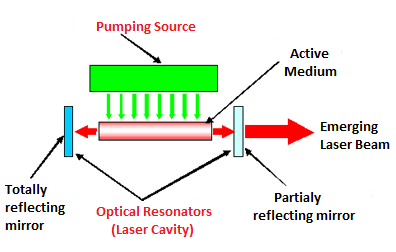 Pumping Source
Active
Medium
Emerging
Laser Beam
Totally
reflecting
mirror
Optical Resonators
(Laser Cavity)
Partialy
reflecting mirror